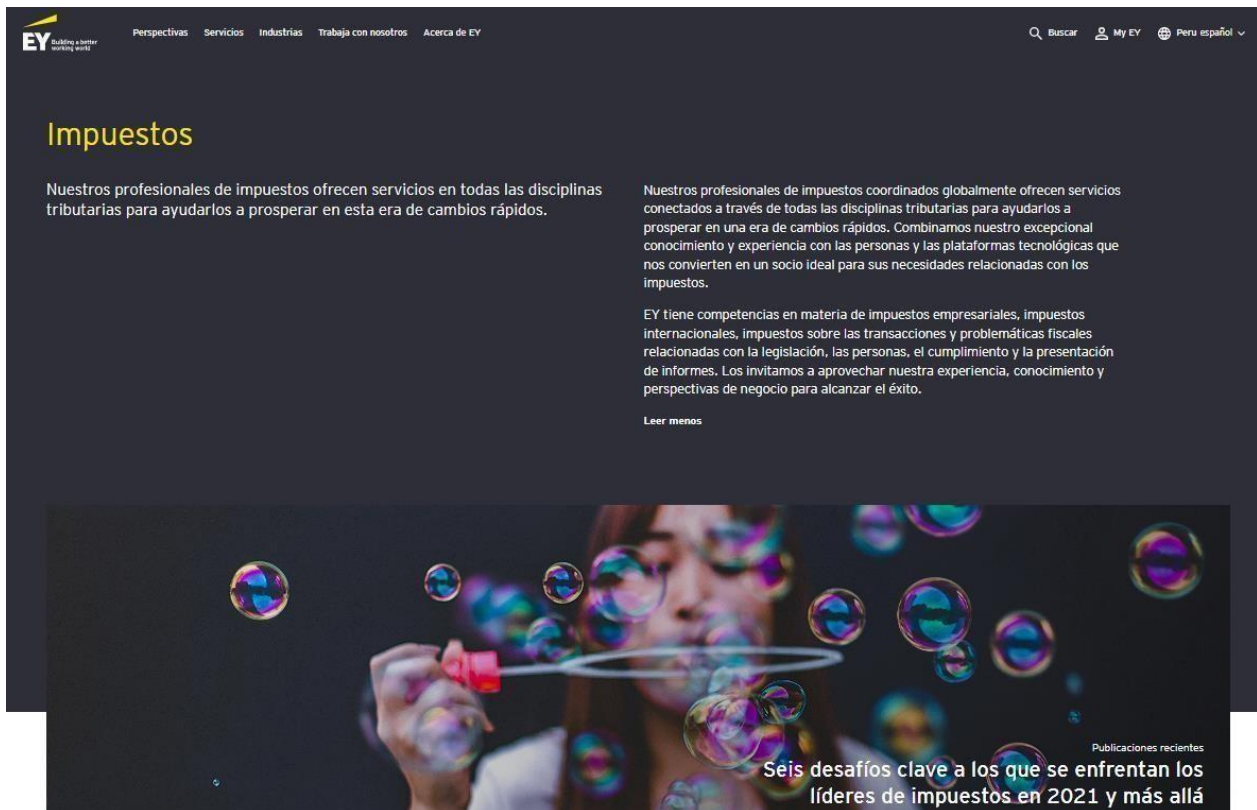 EY
Building a better
working world
Perspectivas Servicios Industrias Trabaja con nosotros Acerca de EY
Buscar My EY Peru español
Impuestos
Nuestros profesionales de impuestos ofrecen servicios en todas las disciplinas
tributarias para ayudarlos a prosperar en esta era de cambios rápidos.
Nuestros profesionales de impuestos coordinados globalmente ofrecen servicios
conectados a través de todas las disciplinas tributarias para ayudarlos a
prosperar en una era de cambios rápidos. Combinamos nuestro excepcional
conocimiento y experiencia con las personas y las plataformas tecnológicas que
nos convierten en un socio ideal para sus necesidades relacionadas con los
impuestos.
EY tiene competencias en materia de impuestos empresariales, impuestos
internacionales, impuestos sobre las transacciones y problemáticas fiscales
relacionadas con la legislación, las personas, el cumplimiento y la presentación
de informes. Los invitamos a aprovechar nuestra experiencia, conocimiento y
perspectivas de negocio para alcanzar el éxito.
Leer menos
Publicaciones recientes
Seis desafíos clave a los que se enfrentan los
líderes de impuestos en 2021 y más allá